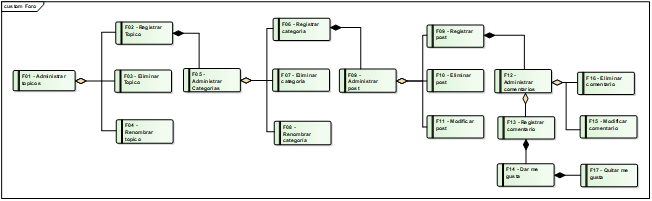 custom Foro
F01 - Administrar
topicos
F02 - Registrar
Topico
F03 - Eliminar
Topico
F04 -
Renombrar
topico
F05 -
Administrar
Categorias
F06 - Registrar
categoria
F07 - Eliminar
categoria
F08 -
Renombrar
categoria
F09 -
Administrar
post
F09 - Registrar
post
F10 - Eliminar
post
F11 - Modificar
post
F12 -
Administrar
comentarios
F13 - Registrar
comentario
F14 - Dar me
gusta
F16 - Eliminar
comentario
F15 - Modificar
comentario
F17 - Quitar me
gusta